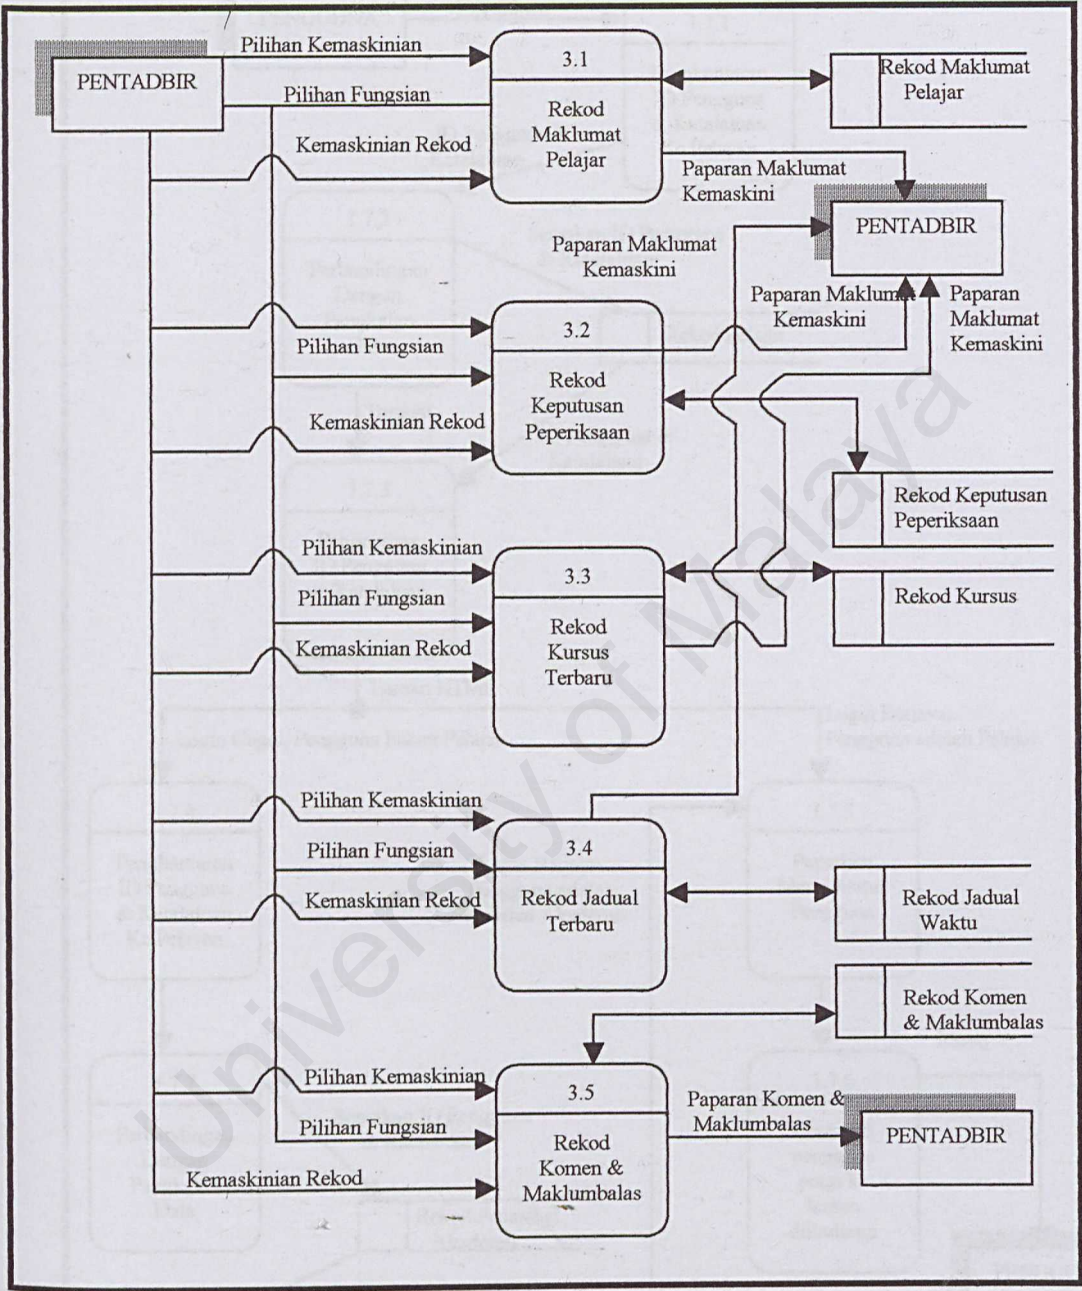 PENTADBIR
Pilihan Kemaskinian
Pilihan Fungsian
Kemaskinian Rekod
3.1
Rekod
Maklumat
Pelajar
Rekod Maklumat
Pelajar
Paparan Maklumat
Kemaskini
PENTADBIR
Paparan Maklumat
Kemaskini
Paparan Maklumat
Kemaskini
Paparan
Maklumat
Kemaskini
Pilihan Fungsian
Kemaskinian Rekod
3.2
Rekod
Keputusan
Peperiksaan
Rekod Keputusan
Peperiksaan
Pilihan Kemaskinian
Pilihan Fungsian
Kemaskinian Rekod
3.3
Rekod
Kursus
Terbaru
Rekod Kursus
Pilihan Kemaskinian
Pilihan Fungsian
Kemaskinian Rekod
3.4
Rekod Jadual
Terbaru
Rekod Jadual
Waktu
Rekod Komen
& Maklumbalas
Pilihan Kemaskinian
Pilihan Fungsian
Kemaskinian Rekod
3.5
Rekod
Komen &
Maklumbalas
Paparan Komen &
Maklumbalas
PENTADBIR
University of Malaya